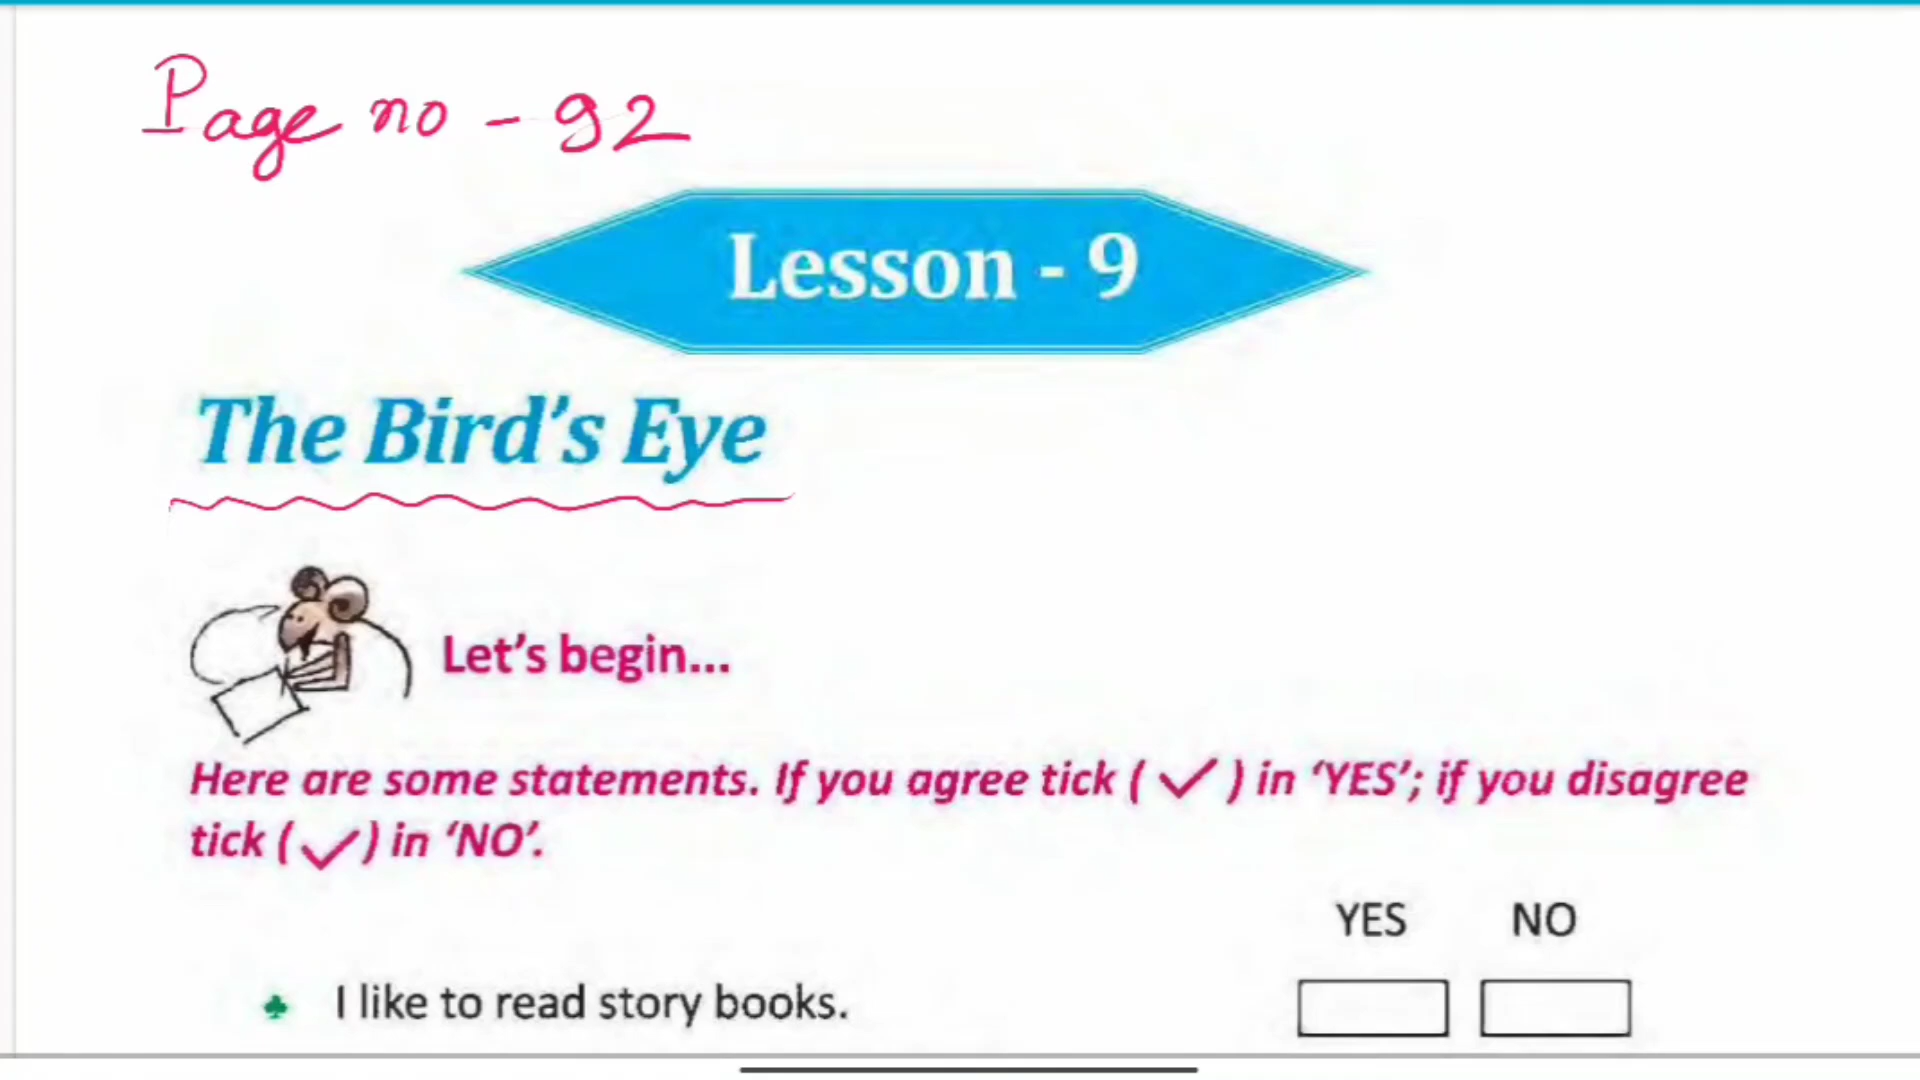 Page no - 92
Lesson - 9
The Bird's Eye
Let's begin...
Here are some statements. If you agree tick ( ✓ ) in 'YES'; if you disagree
tick ( ✓ ) in 'NO'.
YES NO
♣ I like to read story books.